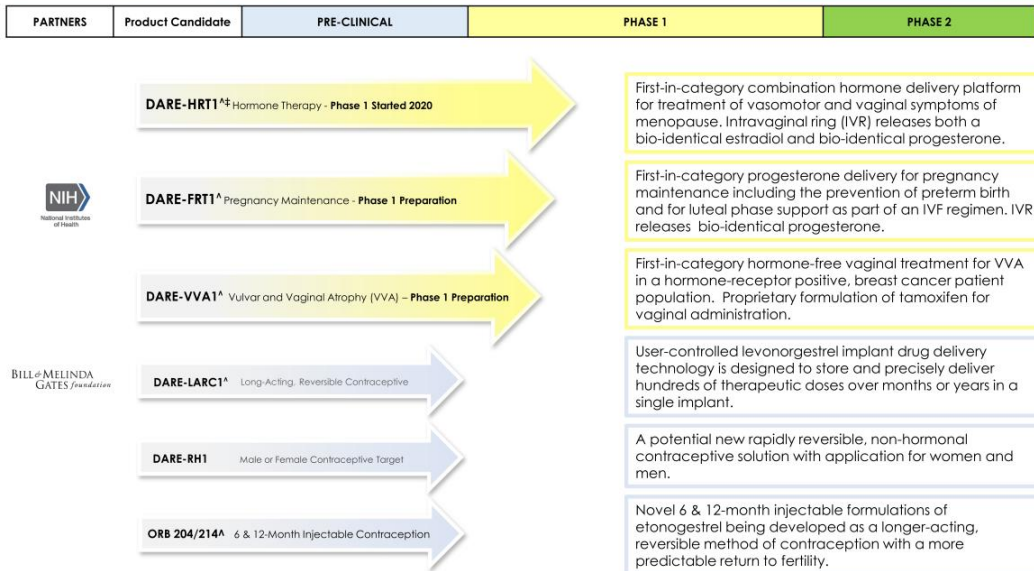 PARTNERS
Product Candidate
PRE-CLINICAL
PHASE 1
PHASE 2
DARE-HRT1^‡ Hormone Therapy - Phase 1 Started 2020
First-in-category combination hormone delivery platform
for treatment of vasomotor and vaginal symptoms of
menopause. Intravaginal ring (IVR) releases both a
bio-identical estradiol and bio-identical progesterone.
NIH
National Institutes
of Health
DARE-FRT1^ Pregnancy Maintenance - Phase 1 Preparation
First-in-category progesterone delivery for pregnancy
maintenance including the prevention of preterm birth
and for luteal phase support as part of an IVF regimen. IVR
releases bio-identical progesterone.
DARE-VVA1^ Vulvar and Vaginal Atrophy (VVA) – Phase 1 Preparation
First-in-category hormone-free vaginal treatment for VVA
in a hormone-receptor positive, breast cancer patient
population. Proprietary formulation of tamoxifen for
vaginal administration.
BILL & MELINDA
GATES foundation
DARE-LARC1^ Long-Acting, Reversible Contraceptive
User-controlled levonorgestrel implant drug delivery
technology is designed to store and precisely deliver
hundreds of therapeutic doses over months or years in a
single implant.
DARE-RH1 Male or Female Contraceptive Target
A potential new rapidly reversible, non-hormonal
contraceptive solution with application for women and
men.
ORB 204/214^ 6 & 12-Month Injectable Contraception
Novel 6 & 12-month injectable formulations of
etonogestrel being developed as a longer-acting,
reversible method of contraception with a more
predictable return to fertility.